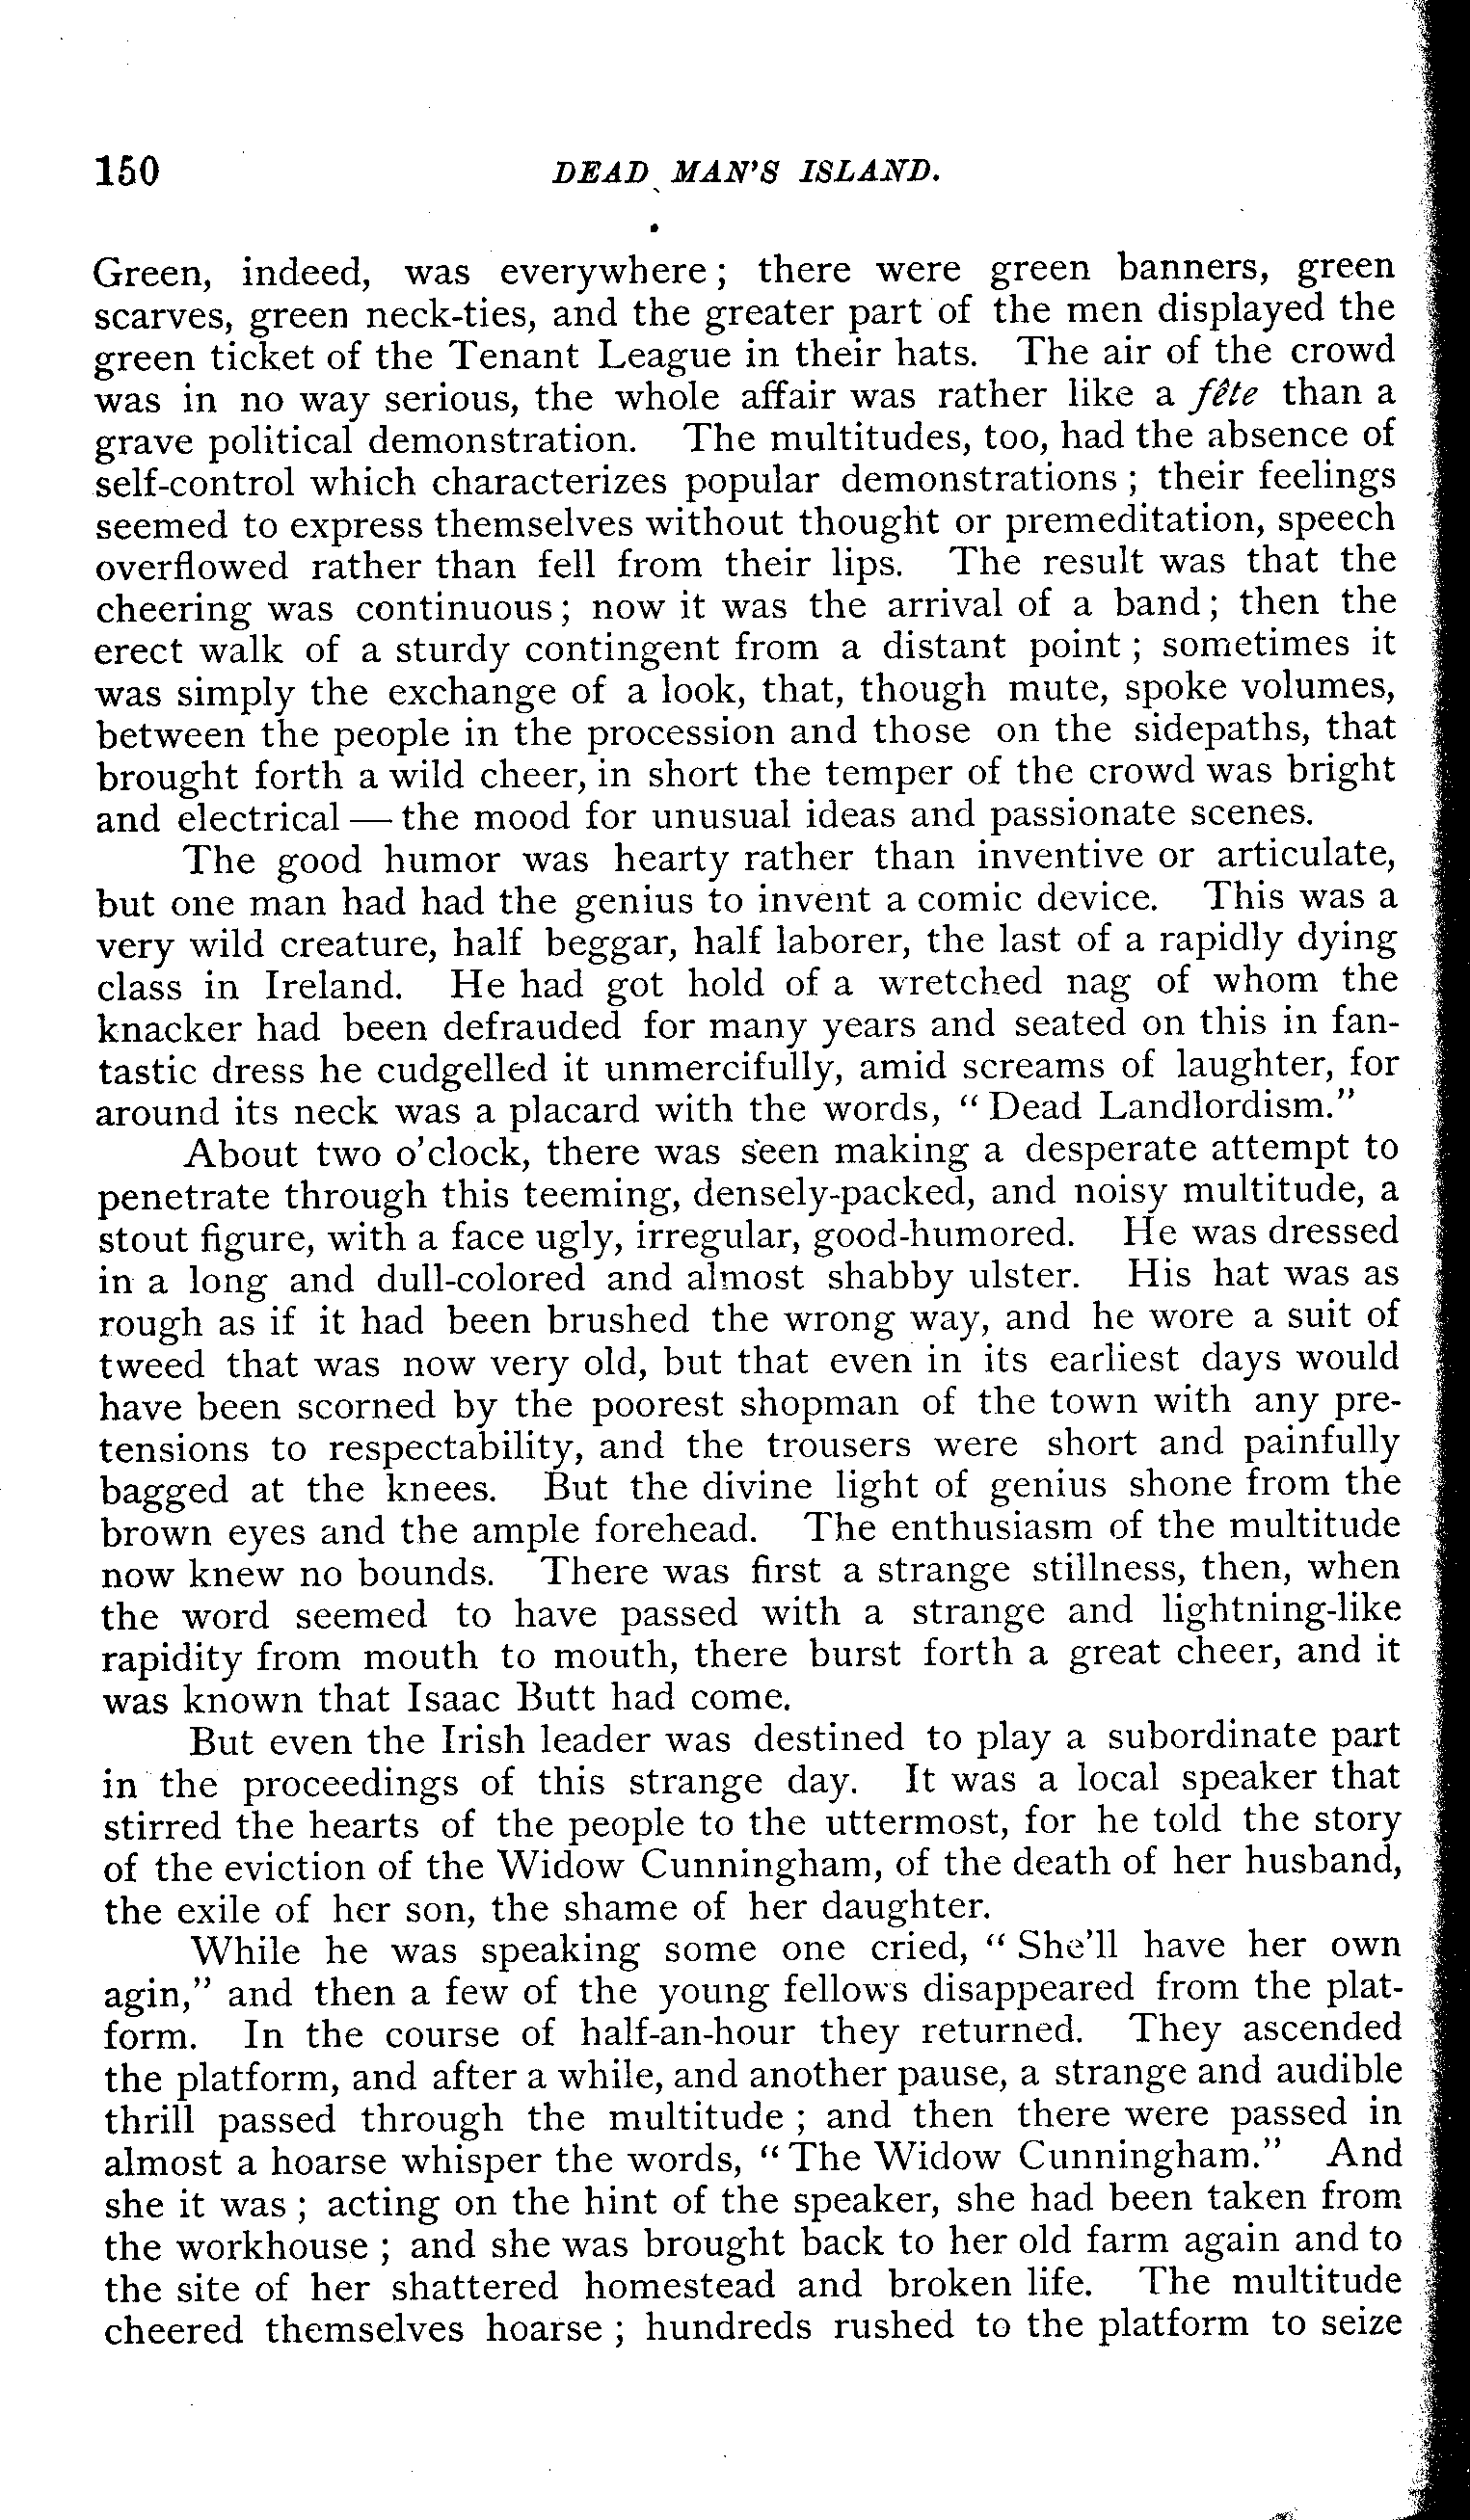 150 DEAD MAN'S ISLAND.
Green, indeed, was everywhere; there were green banners, green
scarves, green neck-ties, and the greater part of the men displayed the
green ticket of the Tenant League in their hats. The air of the crowd
was in no way serious, the whole affair was rather like a fête than a
grave political demonstration. The multitudes, too, had the absence of
self-control which characterizes popular demonstrations; their feelings
seemed to express themselves without thought or premeditation, speech
overflowed rather than fell from their lips. The result was that the
cheering was continuous; now it was the arrival of a band; then the
erect walk of a sturdy contingent from a distant point; sometimes it
was simply the exchange of a look, that, though mute, spoke volumes,
between the people in the procession and those on the sidepaths, that
brought forth a wild cheer, in short the temper of the crowd was bright
and electrical — the mood for unusual ideas and passionate scenes.
The good humor was hearty rather than inventive or articulate,
but one man had had the genius to invent a comic device. This was a
very wild creature, half beggar, half laborer, the last of a rapidly dying
class in Ireland. He had got hold of a wretched nag of whom the
knacker had been defrauded for many years and seated on this in fan-
tastic dress he cudgelled it unmercifully, amid screams of laughter, for
around its neck was a placard with the words, "Dead Landlordism."
About two o'clock, there was seen making a desperate attempt to
penetrate through this teeming, densely-packed, and noisy multitude, a
stout figure, with a face ugly, irregular, good-humored. He was dressed
in a long and dull-colored and almost shabby ulster. His hat was as
rough as if it had been brushed the wrong way, and he wore a suit of
tweed that was now very old, but that even in its earliest days would
have been scorned by the poorest shopman of the town with any pre-
tensions to respectability, and the trousers were short and painfully
bagged at the knees. But the divine light of genius shone from the
brown eyes and the ample forehead. The enthusiasm of the multitude
now knew no bounds. There was first a strange stillness, then, when
the word seemed to have passed with a strange and lightning-like
rapidity from mouth to mouth, there burst forth a great cheer, and it
was known that Isaac Butt had come.
But even the Irish leader was destined to play a subordinate part
in the proceedings of this strange day. It was a local speaker that
stirred the hearts of the people to the uttermost, for he told the story
of the eviction of the Widow Cunningham, of the death of her husband,
the exile of her son, the shame of her daughter.
While he was speaking some one cried, "She'll have her own
agin," and then a few of the young fellows disappeared from the plat-
form. In the course of half-an-hour they returned. They ascended
the platform, and after a while, and another pause, a strange and audible
thrill passed through the multitude; and then there were passed in
almost a hoarse whisper the words, "The Widow Cunningham." And
she it was; acting on the hint of the speaker, she had been taken from
the workhouse; and she was brought back to her old farm again and to
the site of her shattered homestead and broken life. The multitude
cheered themselves hoarse; hundreds rushed to the platform to seize